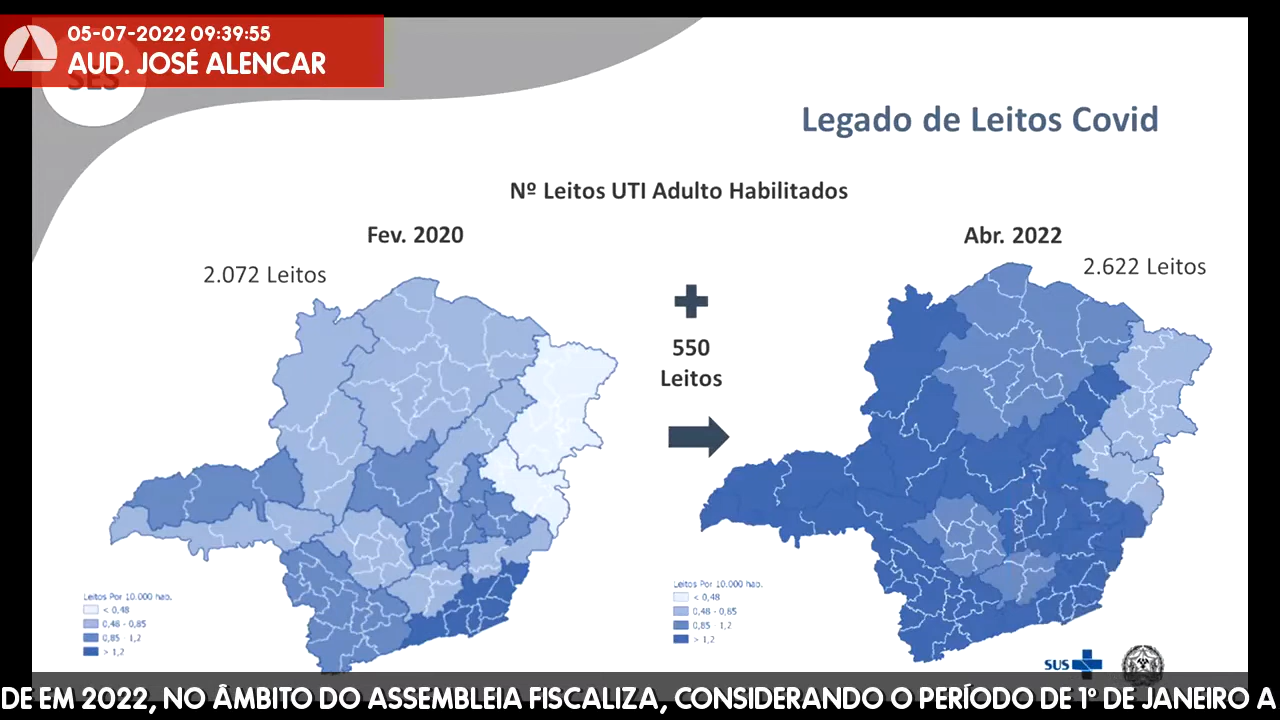 05-07-2022 09:39:55
AUD. JOSÉ ALENCAR
SES
Legado de Leitos Covid
Nº Leitos UTI Adulto Habilitados
Fev. 2020
Abr. 2022
2.072 Leitos
2.622 Leitos
550
Leitos
Leitos Por 10.000 hab.
< 0,48
0,48 - 0,85
0,85 - 1,2
> 1,2
Leitos Por 10.000 hab.
< 0,48
0,48 - 0,85
0,85 - 1,2
> 1,2
SUS
DE EM 2022, NO ÂMBITO DO ASSEMBLEIA FISCALIZA, CONSIDERANDO O PERÍODO DE 1º DE JANEIRO A